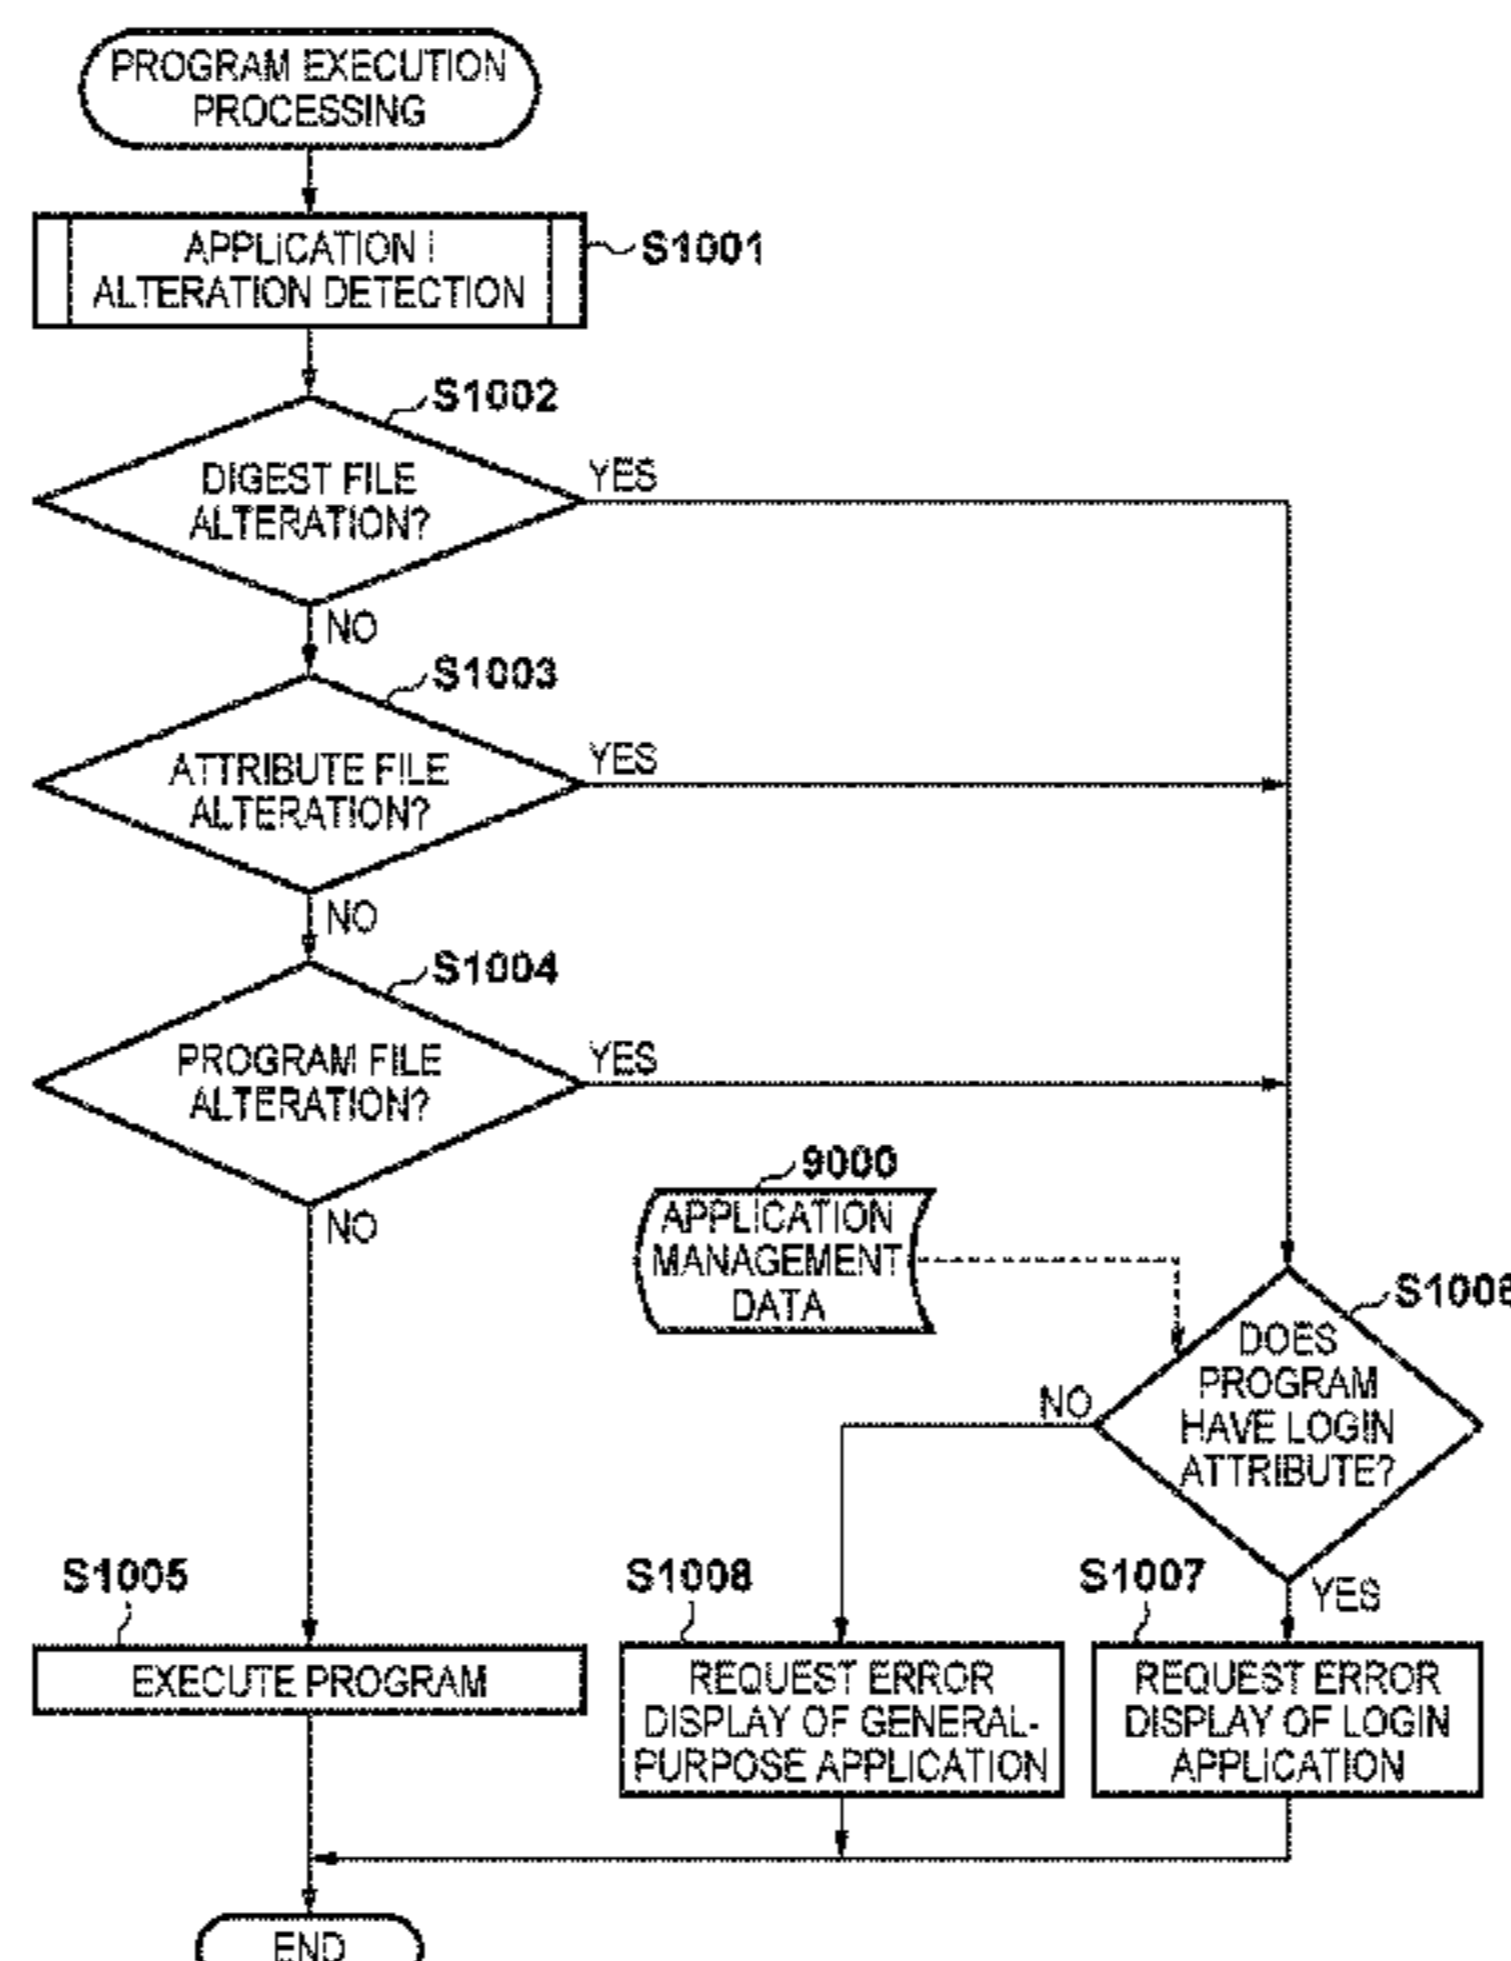 PROGRAM EXECUTION
PROCESSING
APPLICATION
ALTERATION DETECTION
S1001
S1002
DIGEST FILE
ALTERATION?
YES
NO
S1003
ATTRIBUTE FILE
ALTERATION?
YES
NO
S1004
PROGRAM FILE
ALTERATION?
YES
NO
9000
APPLICATION
MANAGEMENT
DATA
S1006
DOES
PROGRAM
HAVE LOGIN
ATTRIBUTE?
NO
YES
S1005
EXECUTE PROGRAM
S1008
REQUEST ERROR
DISPLAY OF GENERAL-
PURPOSE APPLICATION
S1007
REQUEST ERROR
DISPLAY OF LOGIN
APPLICATION
END